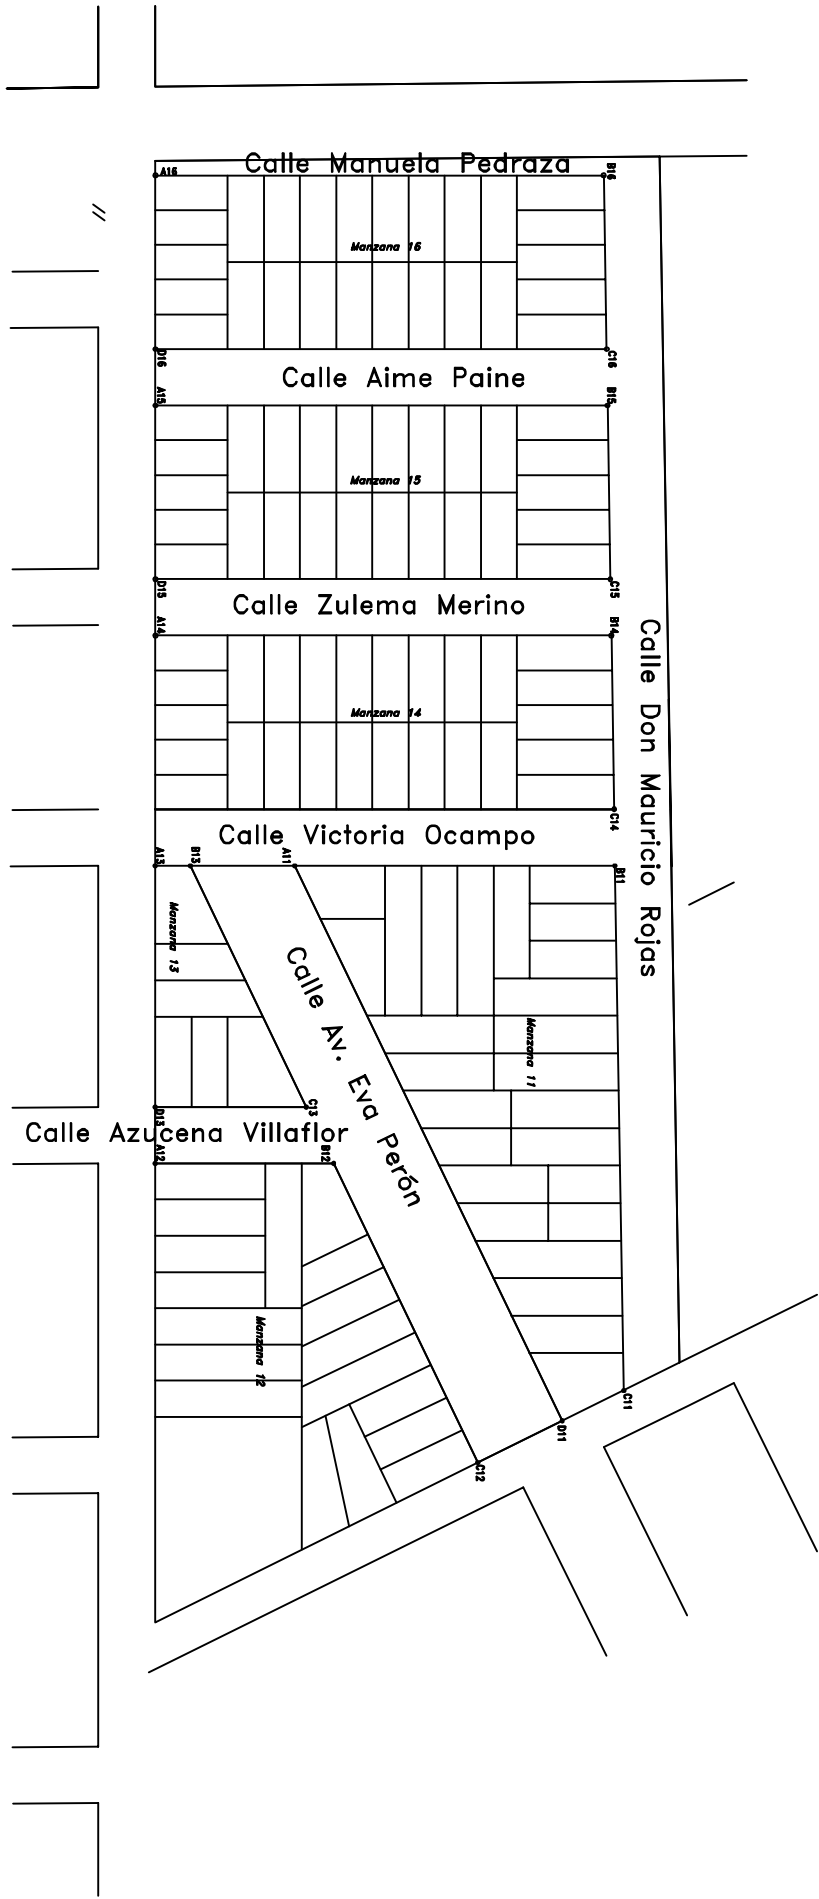 Calle Manuela Pedraza
A16
B16
Manzana 16
D16
C16
Calle Aime Paine
A15
B15
Manzana 15
D15
C15
Calle Zulema Merino
A14
B14
Calle Don Mauricio Rojas
Manzana 14
C14
Calle Victoria Ocampo
A13
B13
A11
B11
Manzana 13
Calle Av. Eva Perón
Manzana 11
D13
C13
Calle Azucena Villaflor
A12
B12
Manzana 12
C11
D11
C12